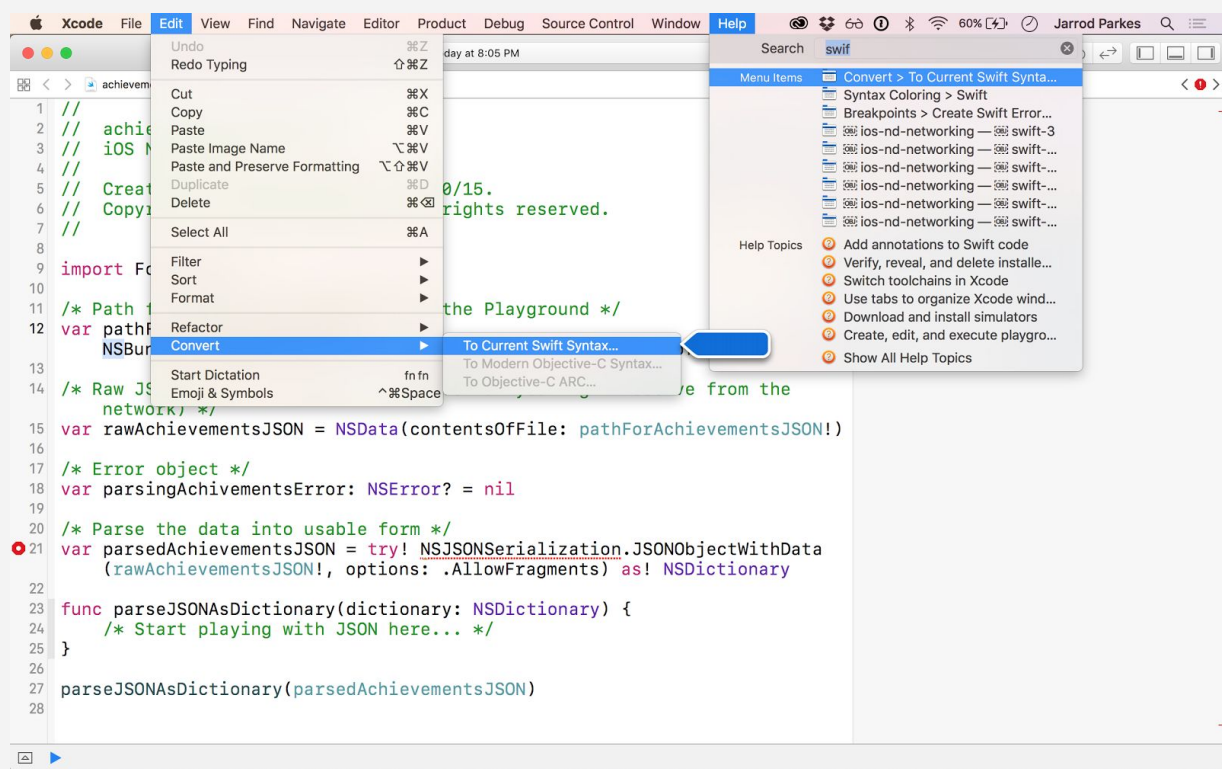 Xcode File Edit View Find Navigate Editor Product Debug Source Control Window Help 60% Jarrod Parkes
day at 8:05 PM
achievem
Undo ⌘Z
Redo Typing ⇧⌘Z
Cut ⌘X
Copy ⌘C
Paste ⌘V
Paste Image Name ⌥⌘V
Paste and Preserve Formatting ⌥⇧⌘V
Duplicate ⌘D
Delete ⌘⌫
Select All ⌘A
Filter
Sort
Format
Refactor
Convert
Start Dictation fn fn
Emoji & Symbols ^⌘Space
To Current Swift Syntax...
To Modern Objective-C Syntax...
To Objective-C ARC...
Search swif
Menu Items
Convert > To Current Swift Synta...
Syntax Coloring > Swift
Breakpoints > Create Swift Error...
ios-nd-networking — swift-3
ios-nd-networking — swift-...
ios-nd-networking — swift-...
ios-nd-networking — swift-...
ios-nd-networking — swift-...
ios-nd-networking — swift-...
Help Topics
Add annotations to Swift code
Verify, reveal, and delete installe...
Switch toolchains in Xcode
Use tabs to organize Xcode wind...
Download and install simulators
Create, edit, and execute playgro...
Show All Help Topics
1 //
2 // achie
3 // iOS N
4 //
5 // Creat 0/15.
6 // Copyr rights reserved.
7 //
8
9 import Fo
10
11 /* Path f the Playground */
12 var pathF
NSBun
13
14 /* Raw JS ve from the
network) */
15 var rawAchievementsJSON = NSData(contentsOfFile: pathForAchievementsJSON!)
16
17 /* Error object */
18 var parsingAchivementsError: NSError? = nil
19
20 /* Parse the data into usable form */
21 var parsedAchievementsJSON = try! NSJSONSerialization.JSONObjectWithData
(rawAchievementsJSON!, options: .AllowFragments) as! NSDictionary
22
23 func parseJSONAsDictionary(dictionary: NSDictionary) {
24 /* Start playing with JSON here... */
25 }
26
27 parseJSONAsDictionary(parsedAchievementsJSON)
28